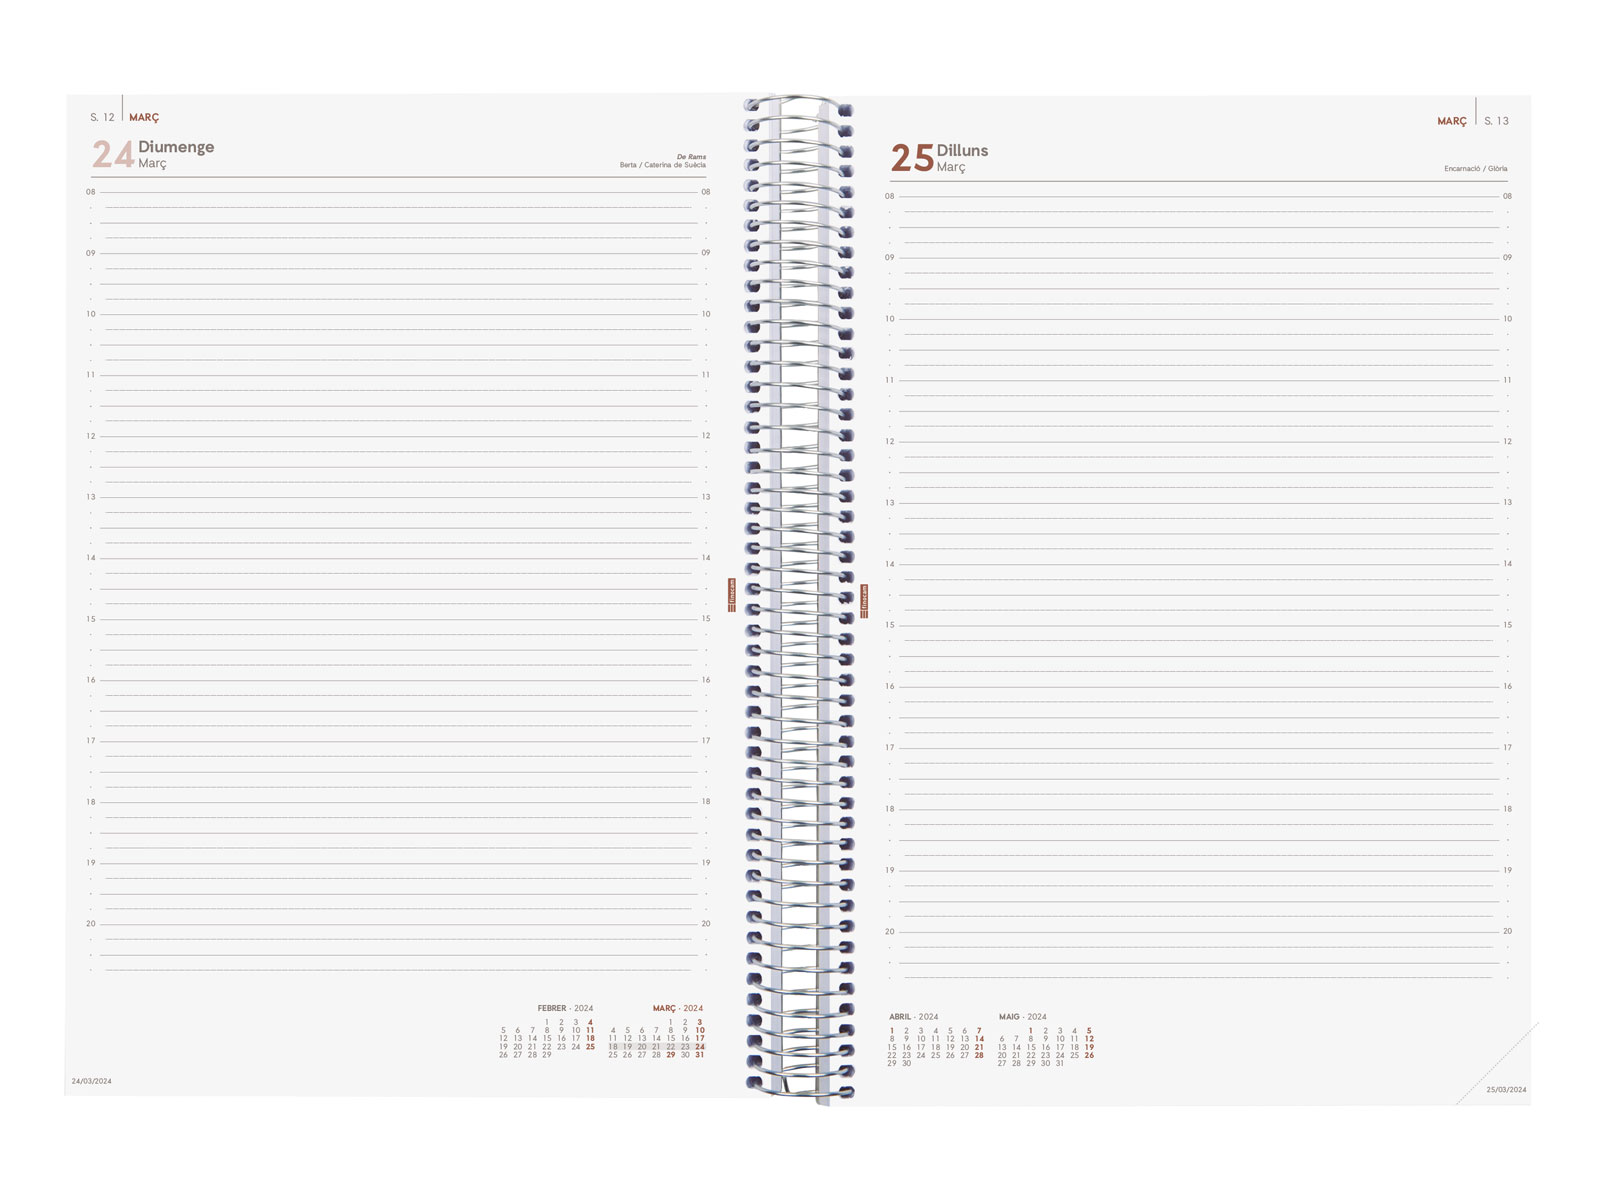 S. 12 MARÇ
24 Diumenge
Març
De Rams
Berta / Caterina de Suècia
08 08
09 09
10 10
11 11
12 12
13 13
14 14
15 15
16 16
17 17
18 18
19 19
20 20
FEBRER · 2024
1 2 3 4
5 6 7 8 9 10 11
12 13 14 15 16 17 18
19 20 21 22 23 24 25
26 27 28 29
MARÇ · 2024
1 2 3
4 5 6 7 8 9 10
11 12 13 14 15 16 17
18 19 20 21 22 23 24
25 26 27 28 29 30 31
24/03/2024
finocam
finocam
MARÇ S. 13
25 Dilluns
Març
Encarnació / Glòria
08 08
09 09
10 10
11 11
12 12
13 13
14 14
15 15
16 16
17 17
18 18
19 19
20 20
ABRIL · 2024
1 2 3 4 5 6 7
8 9 10 11 12 13 14
15 16 17 18 19 20 21
22 23 24 25 26 27 28
29 30
MAIG · 2024
1 2 3 4 5
6 7 8 9 10 11 12
13 14 15 16 17 18 19
20 21 22 23 24 25 26
27 28 29 30 31
25/03/2024